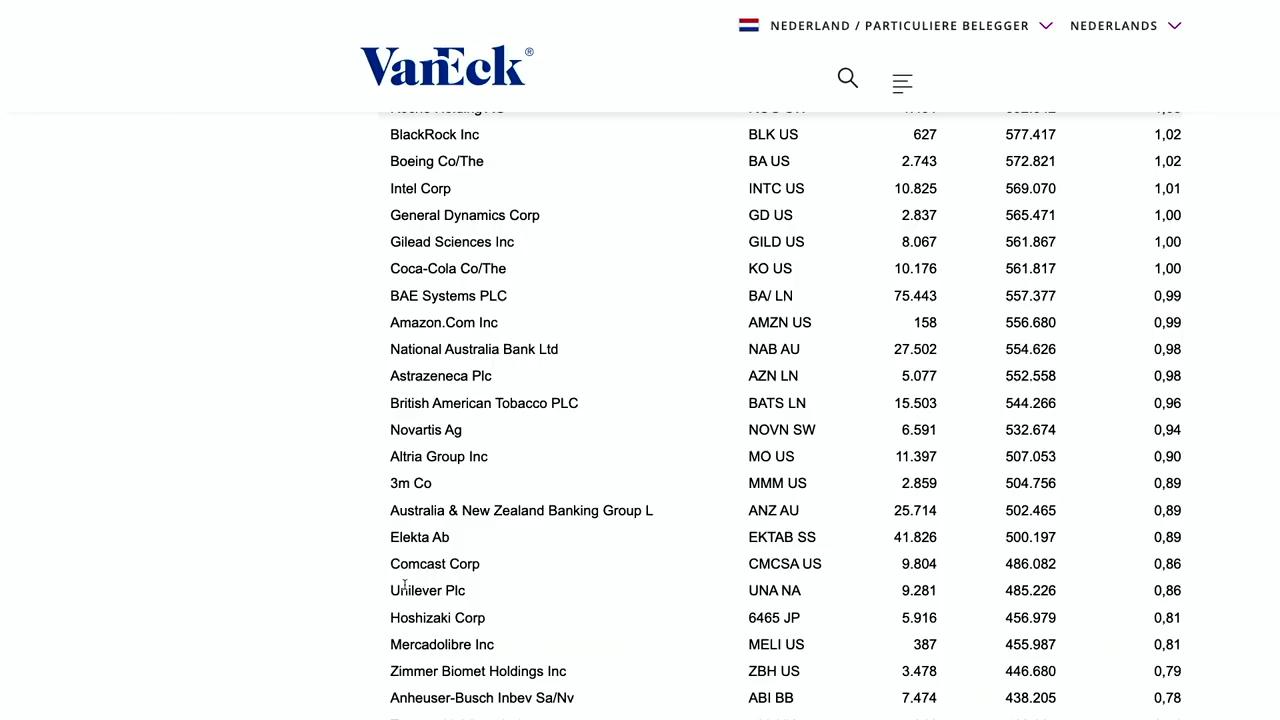 NEDERLAND / PARTICULIERE BELEGGER NEDERLANDS
VanEck®
BlackRock Inc BLK US 627 577.417 1,02
Boeing Co/The BA US 2.743 572.821 1,02
Intel Corp INTC US 10.825 569.070 1,01
General Dynamics Corp GD US 2.837 565.471 1,00
Gilead Sciences Inc GILD US 8.067 561.867 1,00
Coca-Cola Co/The KO US 10.176 561.817 1,00
BAE Systems PLC BA/ LN 75.443 557.377 0,99
Amazon.Com Inc AMZN US 158 556.680 0,99
National Australia Bank Ltd NAB AU 27.502 554.626 0,98
Astrazeneca Plc AZN LN 5.077 552.558 0,98
British American Tobacco PLC BATS LN 15.503 544.266 0,96
Novartis Ag NOVN SW 6.591 532.674 0,94
Altria Group Inc MO US 11.397 507.053 0,90
3m Co MMM US 2.859 504.756 0,89
Australia & New Zealand Banking Group L ANZ AU 25.714 502.465 0,89
Elekta Ab EKTAB SS 41.826 500.197 0,89
Comcast Corp CMCSA US 9.804 486.082 0,86
Unilever Plc UNA NA 9.281 485.226 0,86
Hoshizaki Corp 6465 JP 5.916 456.979 0,81
Mercadolibre Inc MELI US 387 455.987 0,81
Zimmer Biomet Holdings Inc ZBH US 3.478 446.680 0,79
Anheuser-Busch Inbev Sa/Nv ABI BB 7.474 438.205 0,78